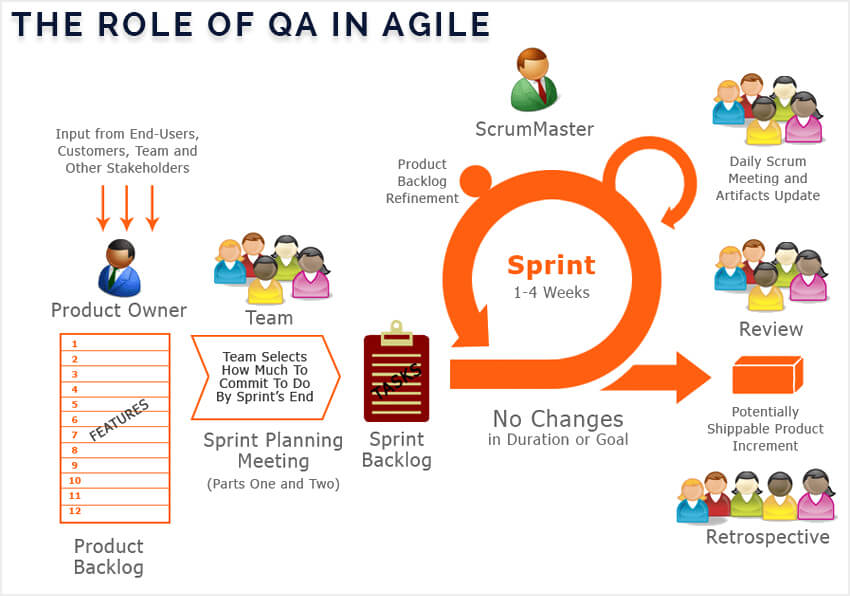 THE ROLE OF QA IN AGILE
Input from End-Users,
Customers, Team and
Other Stakeholders
Product Owner
1
2
3
4
5
6
7
8
9
10
11
12
FEATURES
Product
Backlog
Team
Team Selects
How Much To
Commit To Do
By Sprint's End
Sprint Planning
Meeting
(Parts One and Two)
TASKS
Sprint
Backlog
ScrumMaster
Product
Backlog
Refinement
Sprint
1-4 Weeks
No Changes
in Duration or Goal
Daily Scrum
Meeting and
Artifacts Update
Review
Potentially
Shippable Product
Increment
Retrospective